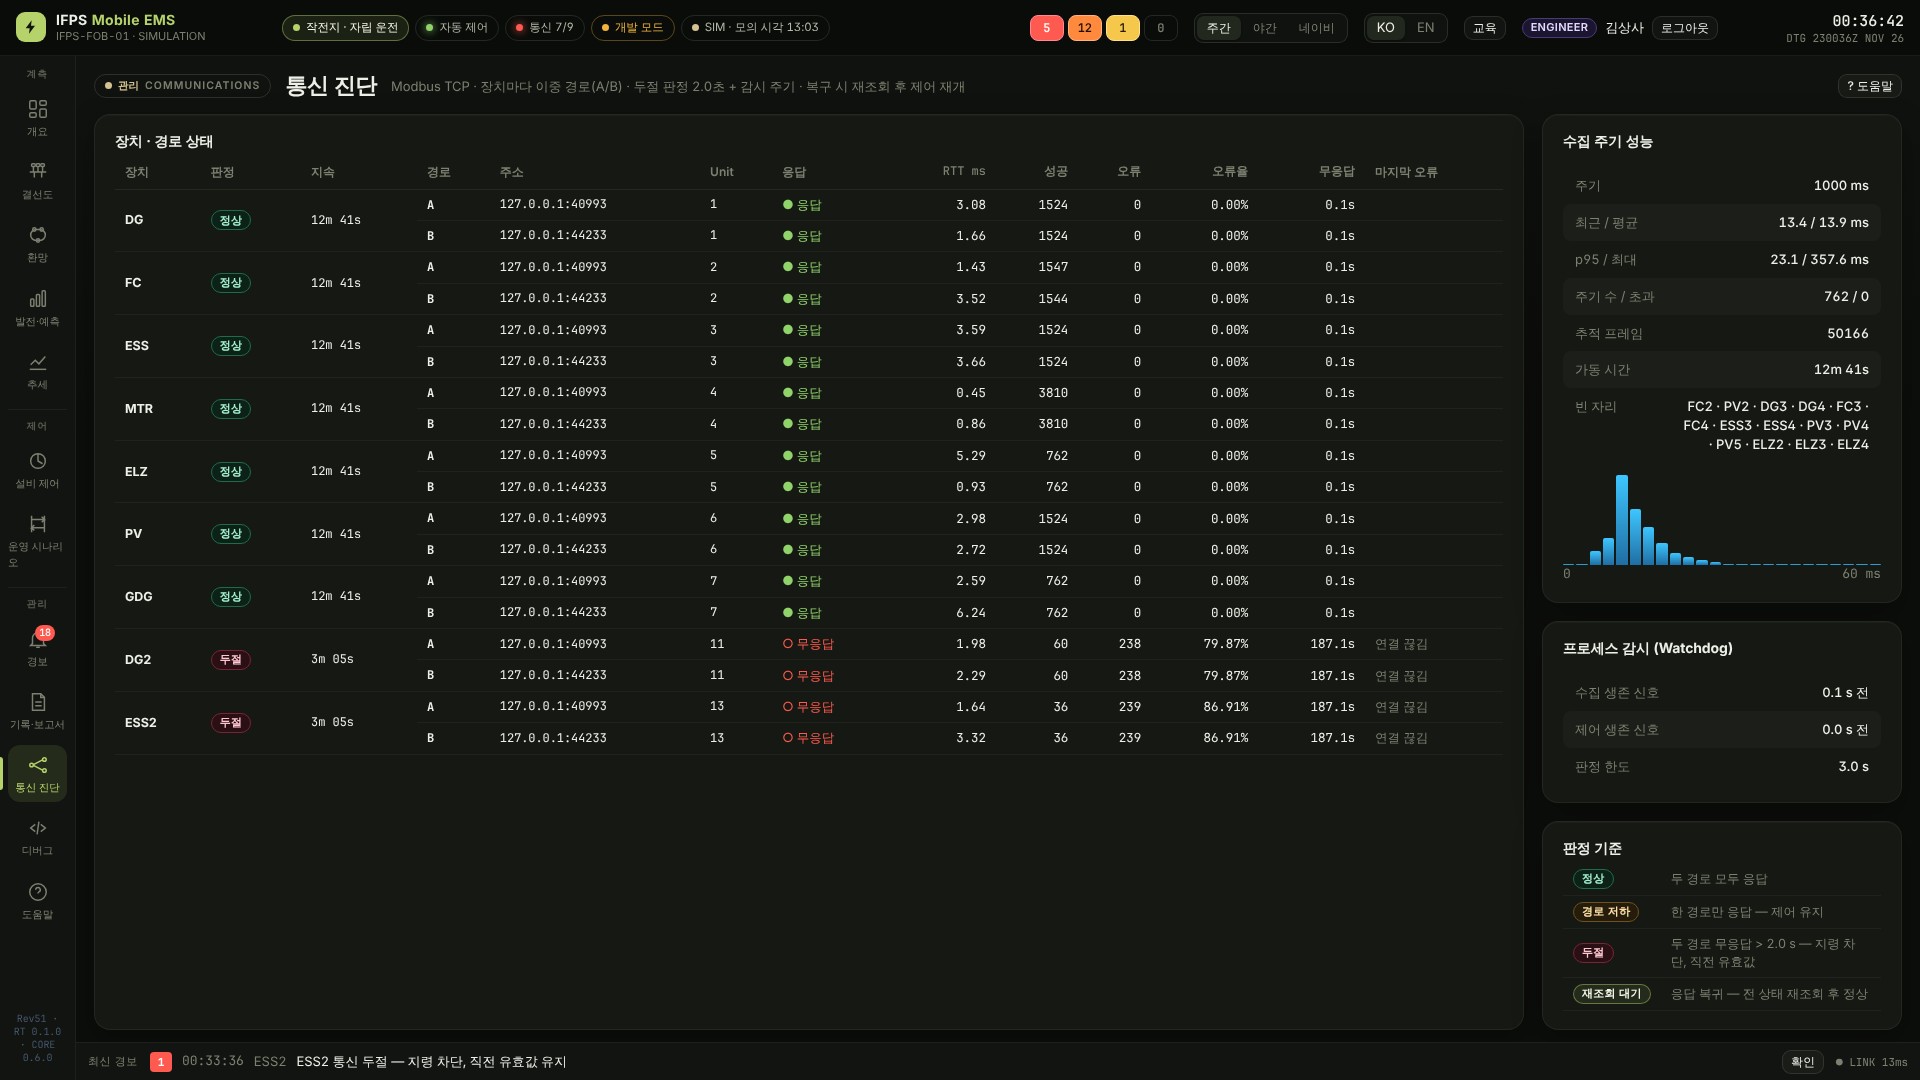 IFPS Mobile EMS
IFPS-FOB-01 · SIMULATION
작전지 · 자립 운전
자동 제어
통신 7/9
개발 모드
SIM · 모의 시각 13:03
5
12
1
0
주간
야간
네이비
KO
EN
교육
ENGINEER
김상사
로그아웃
00:36:42
DTG 230036Z NOV 26
계측
개요
결선도
환망
발전·예측
추세
제어
설비 제어
운영 시나리
오
관리
18
경보
기록·보고서
통신 진단
디버그
도움말
RevS1 ·
RT 0.1.0
· CORE
0.6.0
관리 COMMUNICATIONS
통신 진단
Modbus TCP · 장치마다 이중 경로(A/B) · 두절 판정 2.0초 + 감시 주기 · 복구 시 재조회 후 제어 재개
? 도움말
장치 · 경로 상태
장치 판정 지속 경로 주소 Unit 응답 RTT ms 성공 오류 오류율 무응답 마지막 오류
DG 정상 12m 41s
A 127.0.0.1:40993 1 응답 3.08 1524 0 0.00% 0.1s
B 127.0.0.1:44233 1 응답 1.66 1524 0 0.00% 0.1s
FC 정상 12m 41s
A 127.0.0.1:40993 2 응답 1.43 1547 0 0.00% 0.1s
B 127.0.0.1:44233 2 응답 3.52 1544 0 0.00% 0.1s
ESS 정상 12m 41s
A 127.0.0.1:40993 3 응답 3.59 1524 0 0.00% 0.1s
B 127.0.0.1:44233 3 응답 3.66 1524 0 0.00% 0.1s
MTR 정상 12m 41s
A 127.0.0.1:40993 4 응답 0.45 3810 0 0.00% 0.1s
B 127.0.0.1:44233 4 응답 0.86 3810 0 0.00% 0.1s
ELZ 정상 12m 41s
A 127.0.0.1:40993 5 응답 5.29 762 0 0.00% 0.1s
B 127.0.0.1:44233 5 응답 0.93 762 0 0.00% 0.1s
PV 정상 12m 41s
A 127.0.0.1:40993 6 응답 2.98 1524 0 0.00% 0.1s
B 127.0.0.1:44233 6 응답 2.72 1524 0 0.00% 0.1s
GDG 정상 12m 41s
A 127.0.0.1:40993 7 응답 2.59 762 0 0.00% 0.1s
B 127.0.0.1:44233 7 응답 6.24 762 0 0.00% 0.1s
DG2 두절 3m 05s
A 127.0.0.1:40993 11 무응답 1.98 60 238 79.87% 187.1s 연결 끊김
B 127.0.0.1:44233 11 무응답 2.29 60 238 79.87% 187.1s 연결 끊김
ESS2 두절 3m 05s
A 127.0.0.1:40993 13 무응답 1.64 36 239 86.91% 187.1s 연결 끊김
B 127.0.0.1:44233 13 무응답 3.32 36 239 86.91% 187.1s 연결 끊김
수집 주기 성능
주기 1000 ms
최근 / 평균 13.4 / 13.9 ms
p95 / 최대 23.1 / 357.6 ms
주기 수 / 초과 762 / 0
추적 프레임 50166
가동 시간 12m 41s
빈 자리 FC2 · PV2 · DG3 · DG4 · FC3 ·
FC4 · ESS3 · ESS4 · PV3 · PV4
· PV5 · ELZ2 · ELZ3 · ELZ4
0 60 ms
프로세스 감시 (Watchdog)
수집 생존 신호 0.1 s 전
제어 생존 신호 0.0 s 전
판정 한도 3.0 s
판정 기준
정상 두 경로 모두 응답
경로 저하 한 경로만 응답 — 제어 유지
두절 두 경로 무응답 > 2.0 s — 지령 차
단, 직전 유효값
재조회 대기 응답 복귀 — 전 상태 재조회 후 정상
최신 경보 1 00:33:36 ESS2 ESS2 통신 두절 — 지령 차단, 직전 유효값 유지
확인
LINK 13ms